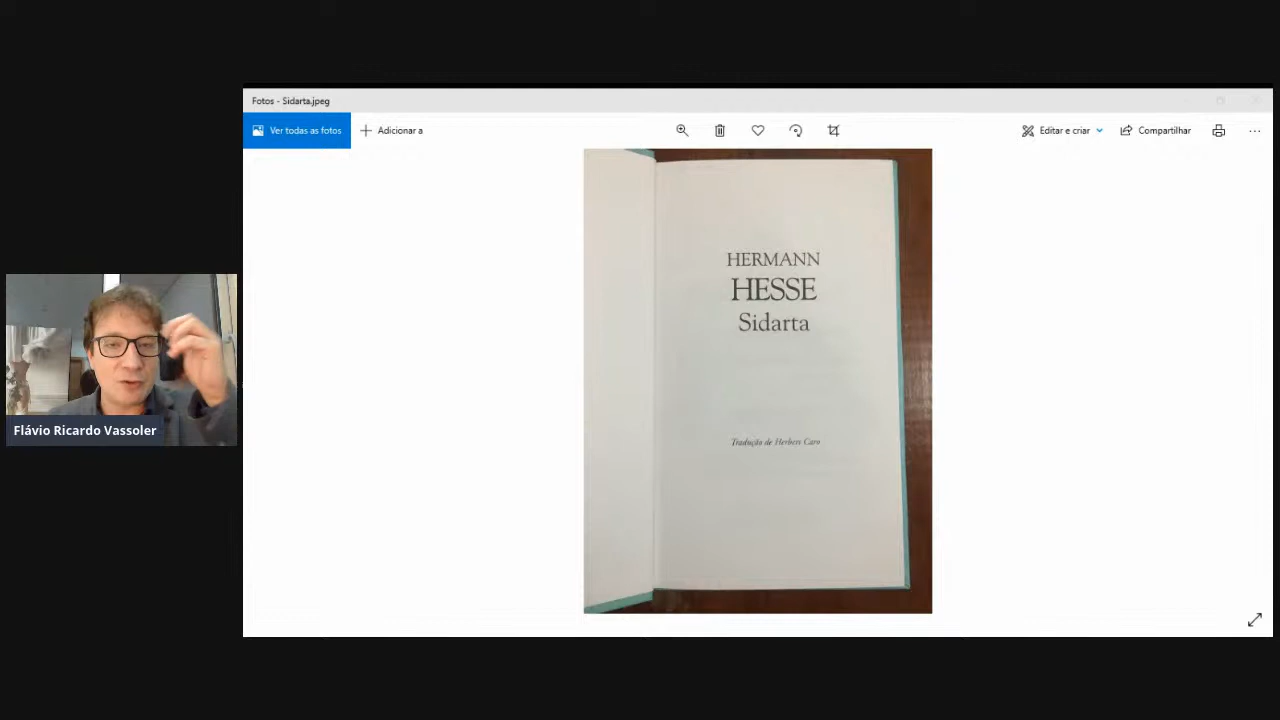 Fotos - Sidarta.jpeg
Ver todas as fotos
Adicionar a
Editar e criar
Compartilhar
HERMANN
HESSE
Sidarta
Tradução de Herbert Caro
Flávio Ricardo Vassoler